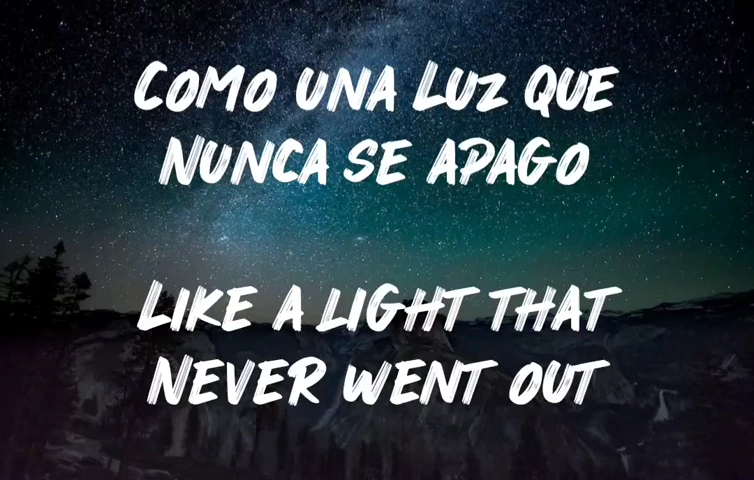 COMO UNA LUZ QUE
NUNCA SE APAGO
LIKE A LIGHT THAT
NEVER WENT OUT